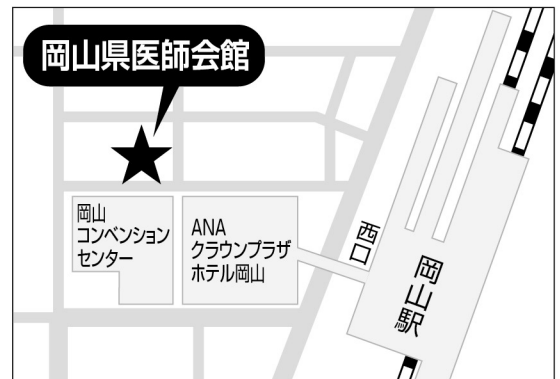 岡山県医師会館
岡山
コンベンション
センター
ANA
クラウンプラザ
ホテル岡山
西口
岡山駅